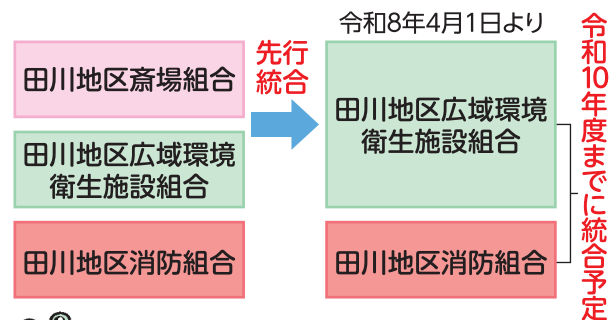 令和8年4月1日より
田川地区斎場組合
先行
統合
田川地区広域環境
衛生施設組合
田川地区消防組合
田川地区広域環境
衛生施設組合
田川地区消防組合
令和10年度までに統合予定